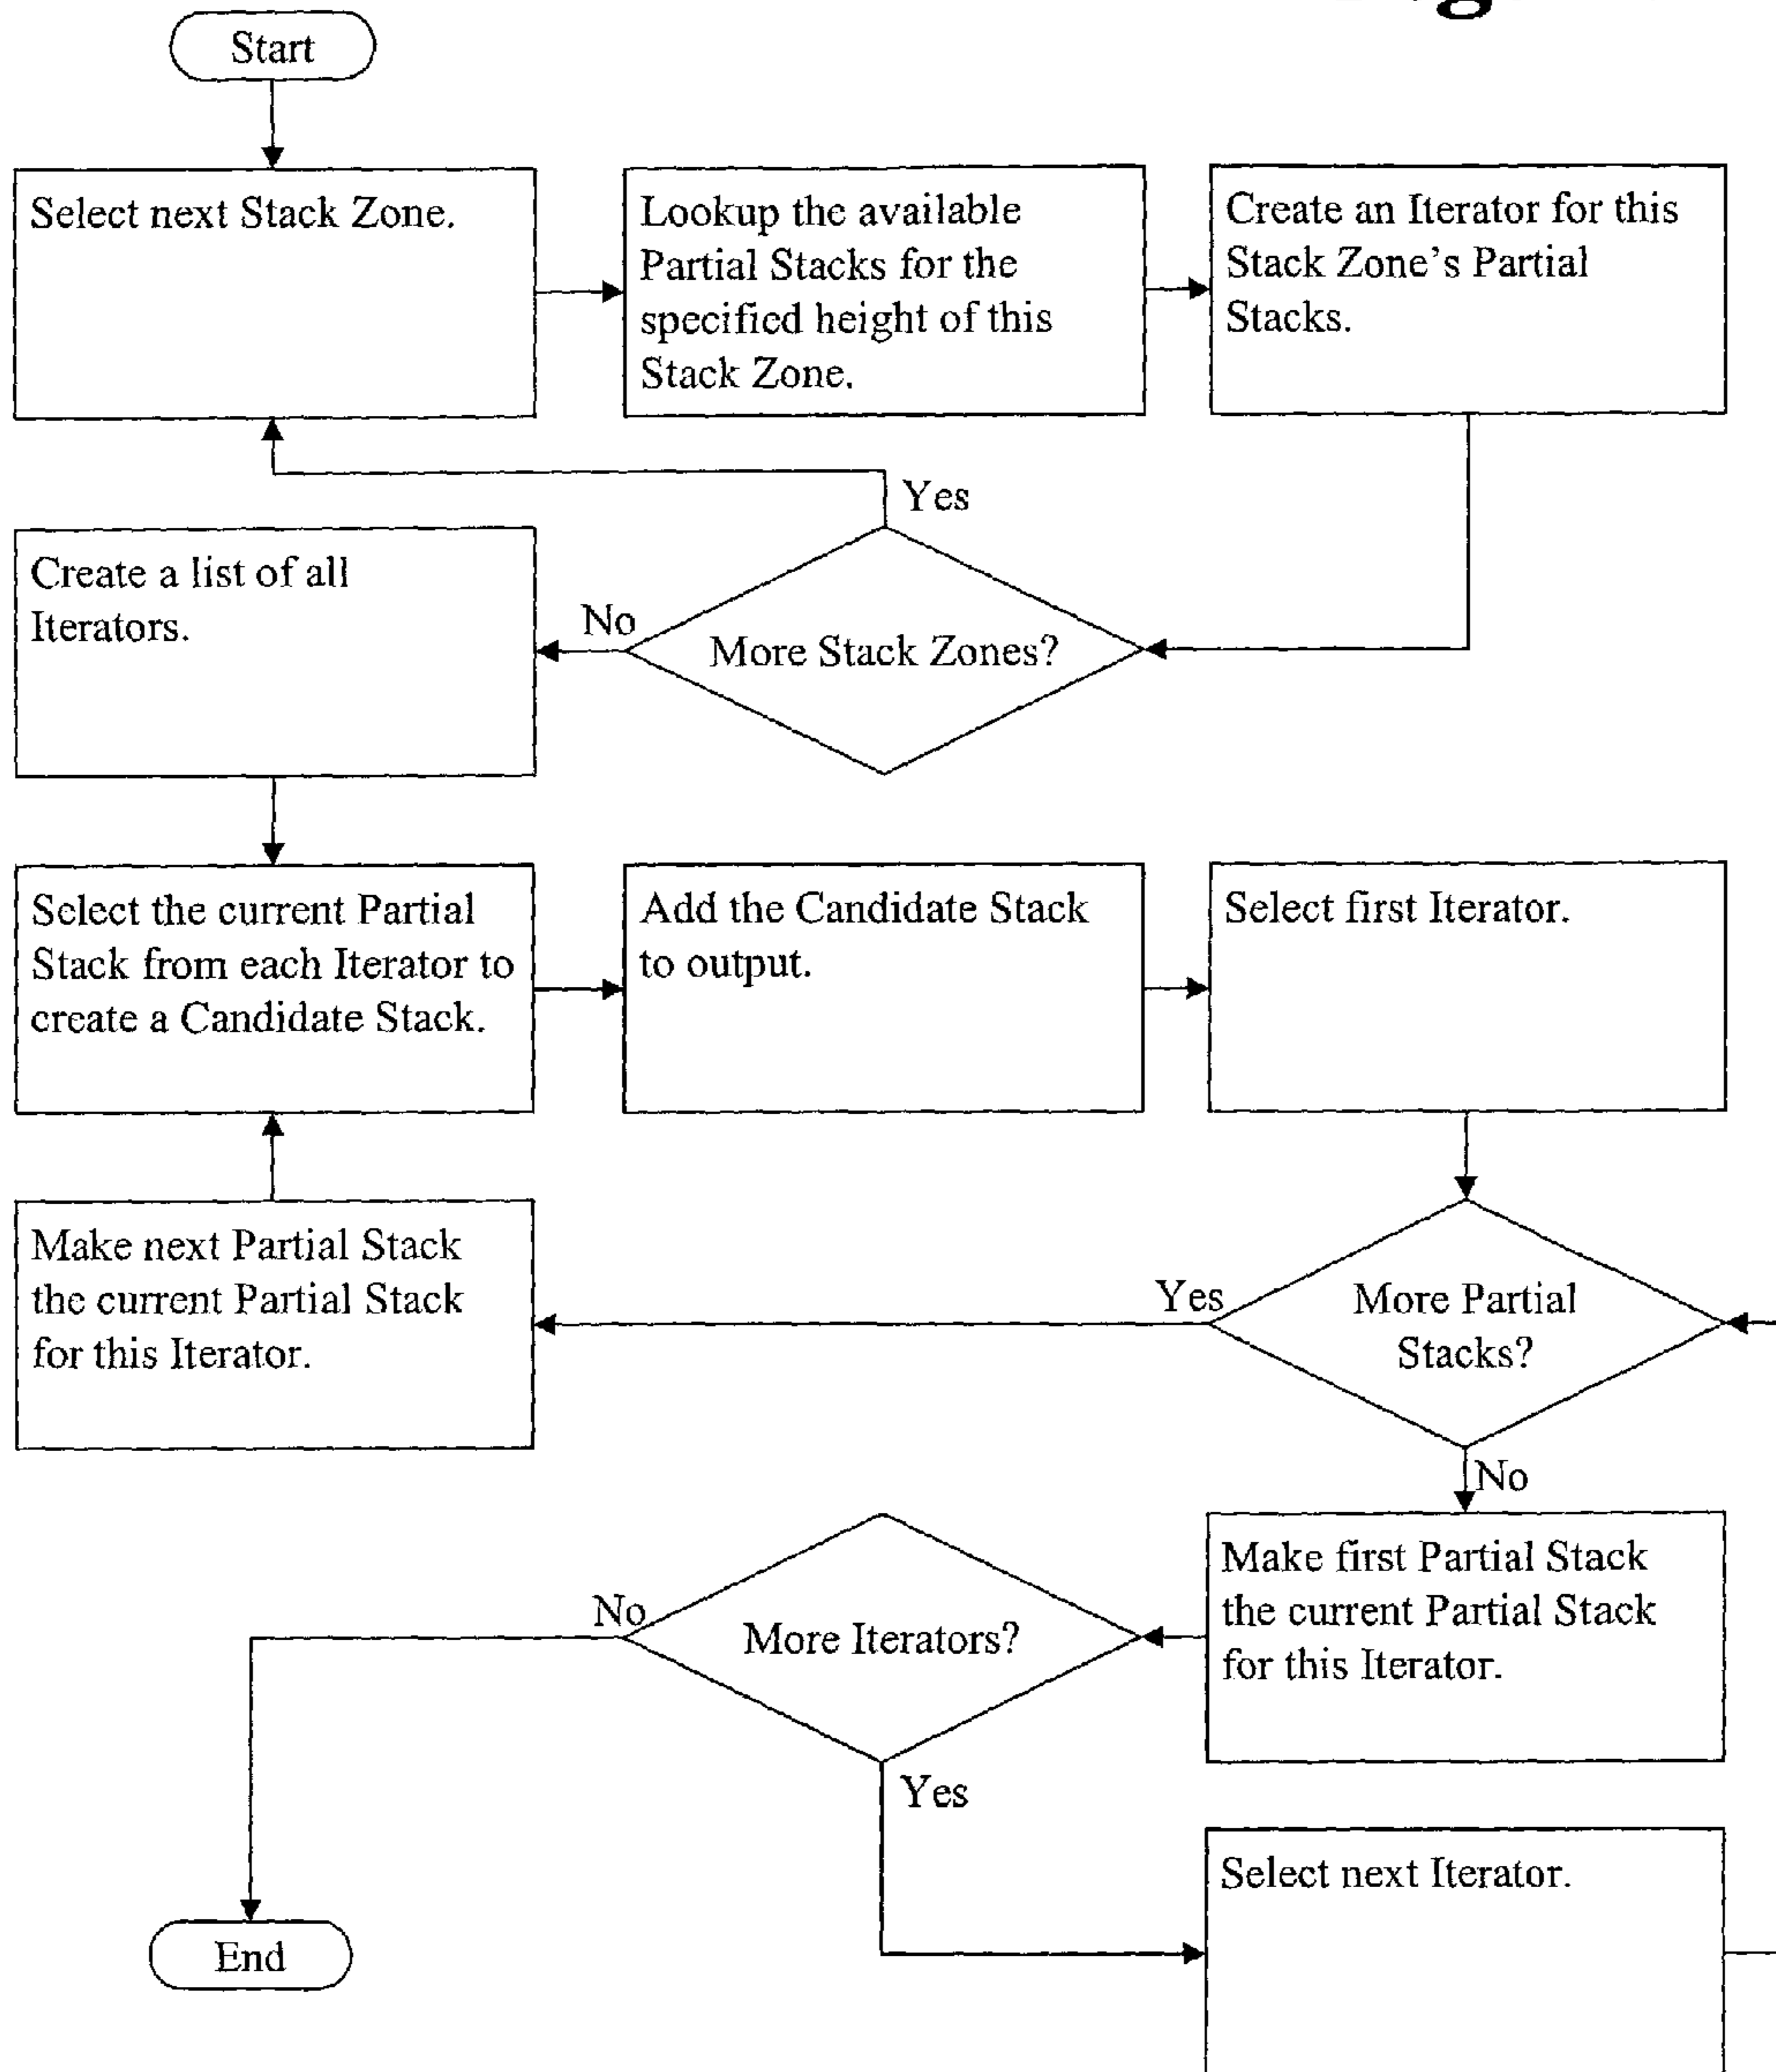 Start
Select next Stack Zone.
Lookup the available
Partial Stacks for the
specified height of this
Stack Zone.
Create an Iterator for this
Stack Zone's Partial
Stacks.
Yes
Create a list of all
Iterators.
No
More Stack Zones?
Select the current Partial
Stack from each Iterator to
create a Candidate Stack.
Add the Candidate Stack
to output.
Select first Iterator.
Make next Partial Stack
the current Partial Stack
for this Iterator.
Yes
More Partial
Stacks?
No
Make first Partial Stack
the current Partial Stack
for this Iterator.
No
More Iterators?
Yes
Select next Iterator.
End